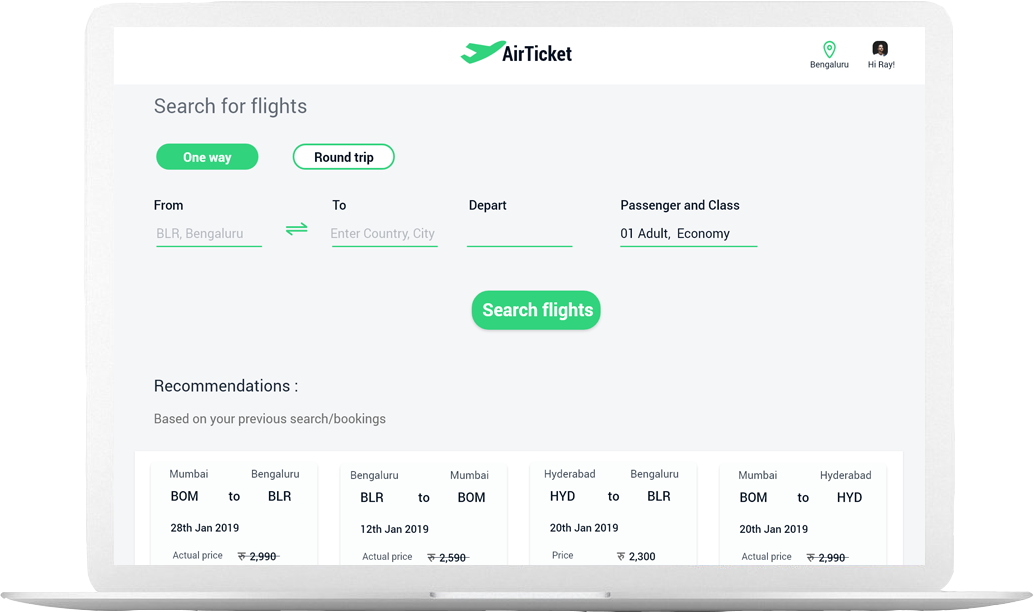 AirTicket
Bengaluru
Hi Ray!
Search for flights
One way
Round trip
From
To
Depart
Passenger and Class
BLR, Bengaluru
Enter Country, City
01 Adult, Economy
Search flights
Recommendations :
Based on your previous search/bookings
Mumbai Bengaluru
BOM to BLR
28th Jan 2019
Actual price ₹ 2,990
Bengaluru Mumbai
BLR to BOM
12th Jan 2019
Actual price ₹ 2,590
Hyderabad Bengaluru
HYD to BLR
20th Jan 2019
Price ₹ 2,300
Mumbai Hyderabad
BOM to HYD
20th Jan 2019
Actual price ₹ 2,990